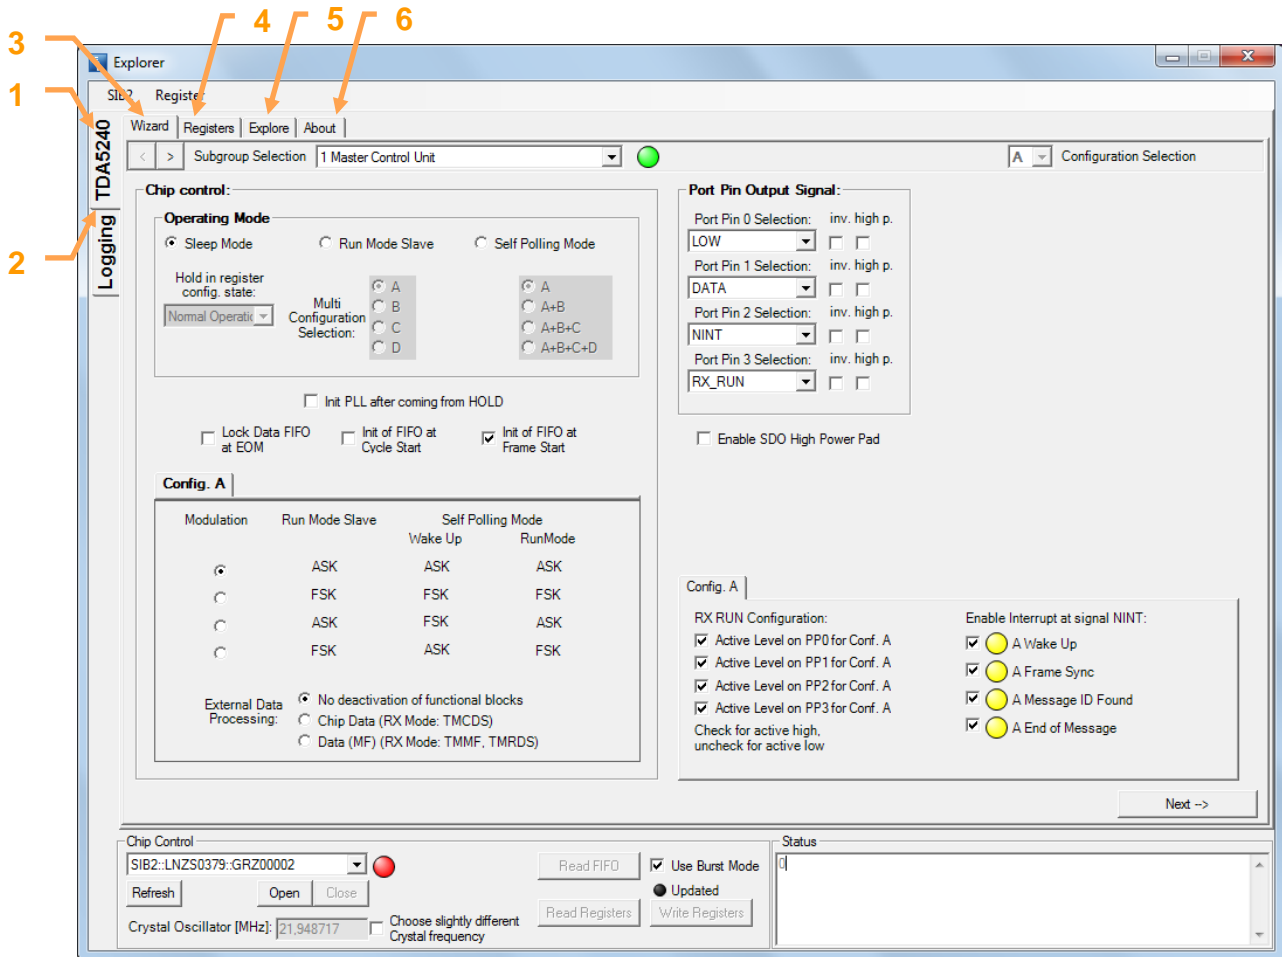 4 5 6
3
Explorer
1
SIB2 Register
Wizard Registers Explore About
< > Subgroup Selection 1 Master Control Unit A Configuration Selection
TDA5240
Logging
2
Chip control:
Operating Mode
Sleep Mode Run Mode Slave Self Polling Mode
Hold in register
config. state:
Normal Operatic
Multi
Configuration
Selection:
A
B
C
D
A
A+B
A+B+C
A+B+C+D
Init PLL after coming from HOLD
Lock Data FIFO
at EOM
Init of FIFO at
Cycle Start
Init of FIFO at
Frame Start
Config. A
Modulation Run Mode Slave Self Polling Mode
Wake Up RunMode
ASK ASK ASK
FSK FSK FSK
ASK FSK ASK
FSK ASK FSK
External Data
Processing:
No deactivation of functional blocks
Chip Data (RX Mode: TMCDS)
Data (MF) (RX Mode: TMMF, TMRDS)
Port Pin Output Signal:
Port Pin 0 Selection: inv. high p.
LOW
Port Pin 1 Selection: inv. high p.
DATA
Port Pin 2 Selection: inv. high p.
NINT
Port Pin 3 Selection: inv. high p.
RX_RUN
Enable SDO High Power Pad
Config. A
RX RUN Configuration:
Active Level on PP0 for Conf. A
Active Level on PP1 for Conf. A
Active Level on PP2 for Conf. A
Active Level on PP3 for Conf. A
Check for active high,
uncheck for active low
Enable Interrupt at signal NINT:
A Wake Up
A Frame Sync
A Message ID Found
A End of Message
Next -->
Chip Control
SIB2::LNZS0379::GRZ00002
Refresh Open Close
Crystal Oscillator [MHz]: 21,948717
Choose slightly different
Crystal frequency
Read FIFO Use Burst Mode
Updated
Read Registers Write Registers
Status
0